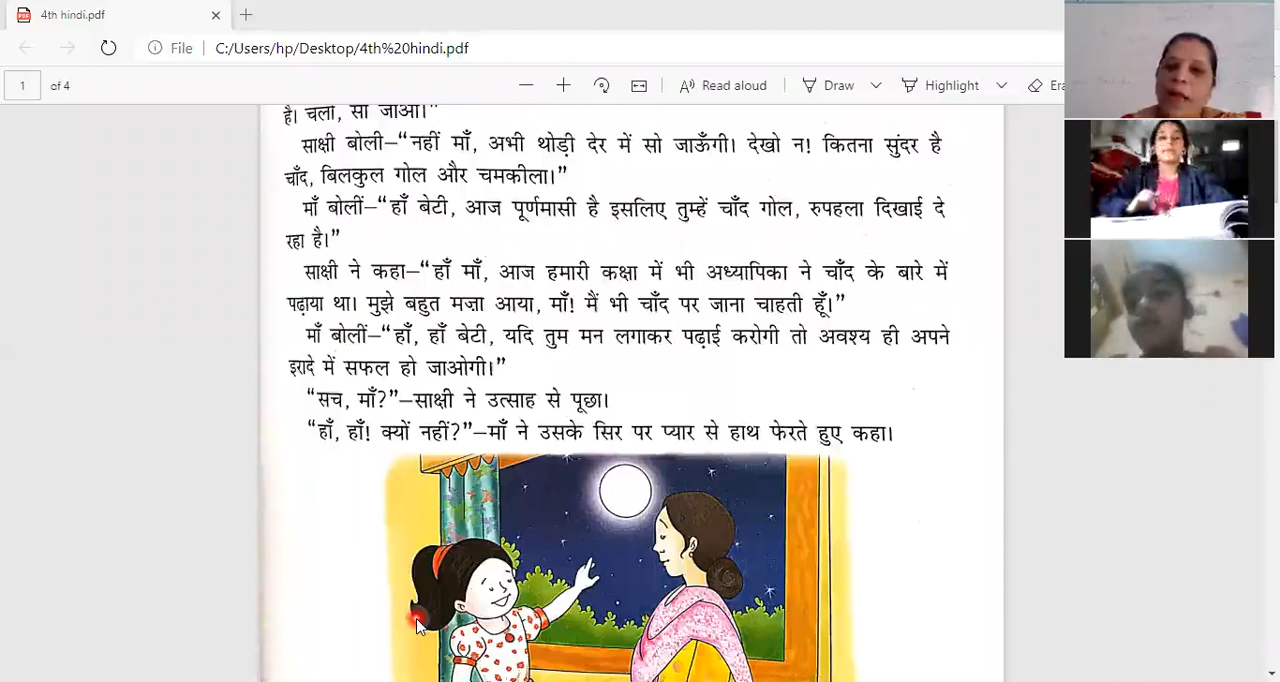 4th hindi.pdf
File C:/Users/hp/Desktop/4th%20hindi.pdf
1 of 4 Read aloud Draw Highlight Era
है। चलो, सो जाओ।"
साक्षी बोली–“नहीं माँ, अभी थोड़ी देर में सो जाऊँगी। देखो न! कितना सुंदर है
चाँद, बिलकुल गोल और चमकीला।”
माँ बोलीं–“हाँ बेटी, आज पूर्णमासी है इसलिए तुम्हें चाँद गोल, रुपहला दिखाई दे
रहा है।”
साक्षी ने कहा–“हाँ माँ, आज हमारी कक्षा में भी अध्यापिका ने चाँद के बारे में
पढ़ाया था। मुझे बहुत मज़ा आया, माँ! मैं भी चाँद पर जाना चाहती हूँ।”
माँ बोलीं–“हाँ, हाँ बेटी, यदि तुम मन लगाकर पढ़ाई करोगी तो अवश्य ही अपने
इरादे में सफल हो जाओगी।”
“सच, माँ?”–साक्षी ने उत्साह से पूछा।
“हाँ, हाँ! क्यों नहीं?”–माँ ने उसके सिर पर प्यार से हाथ फेरते हुए कहा।